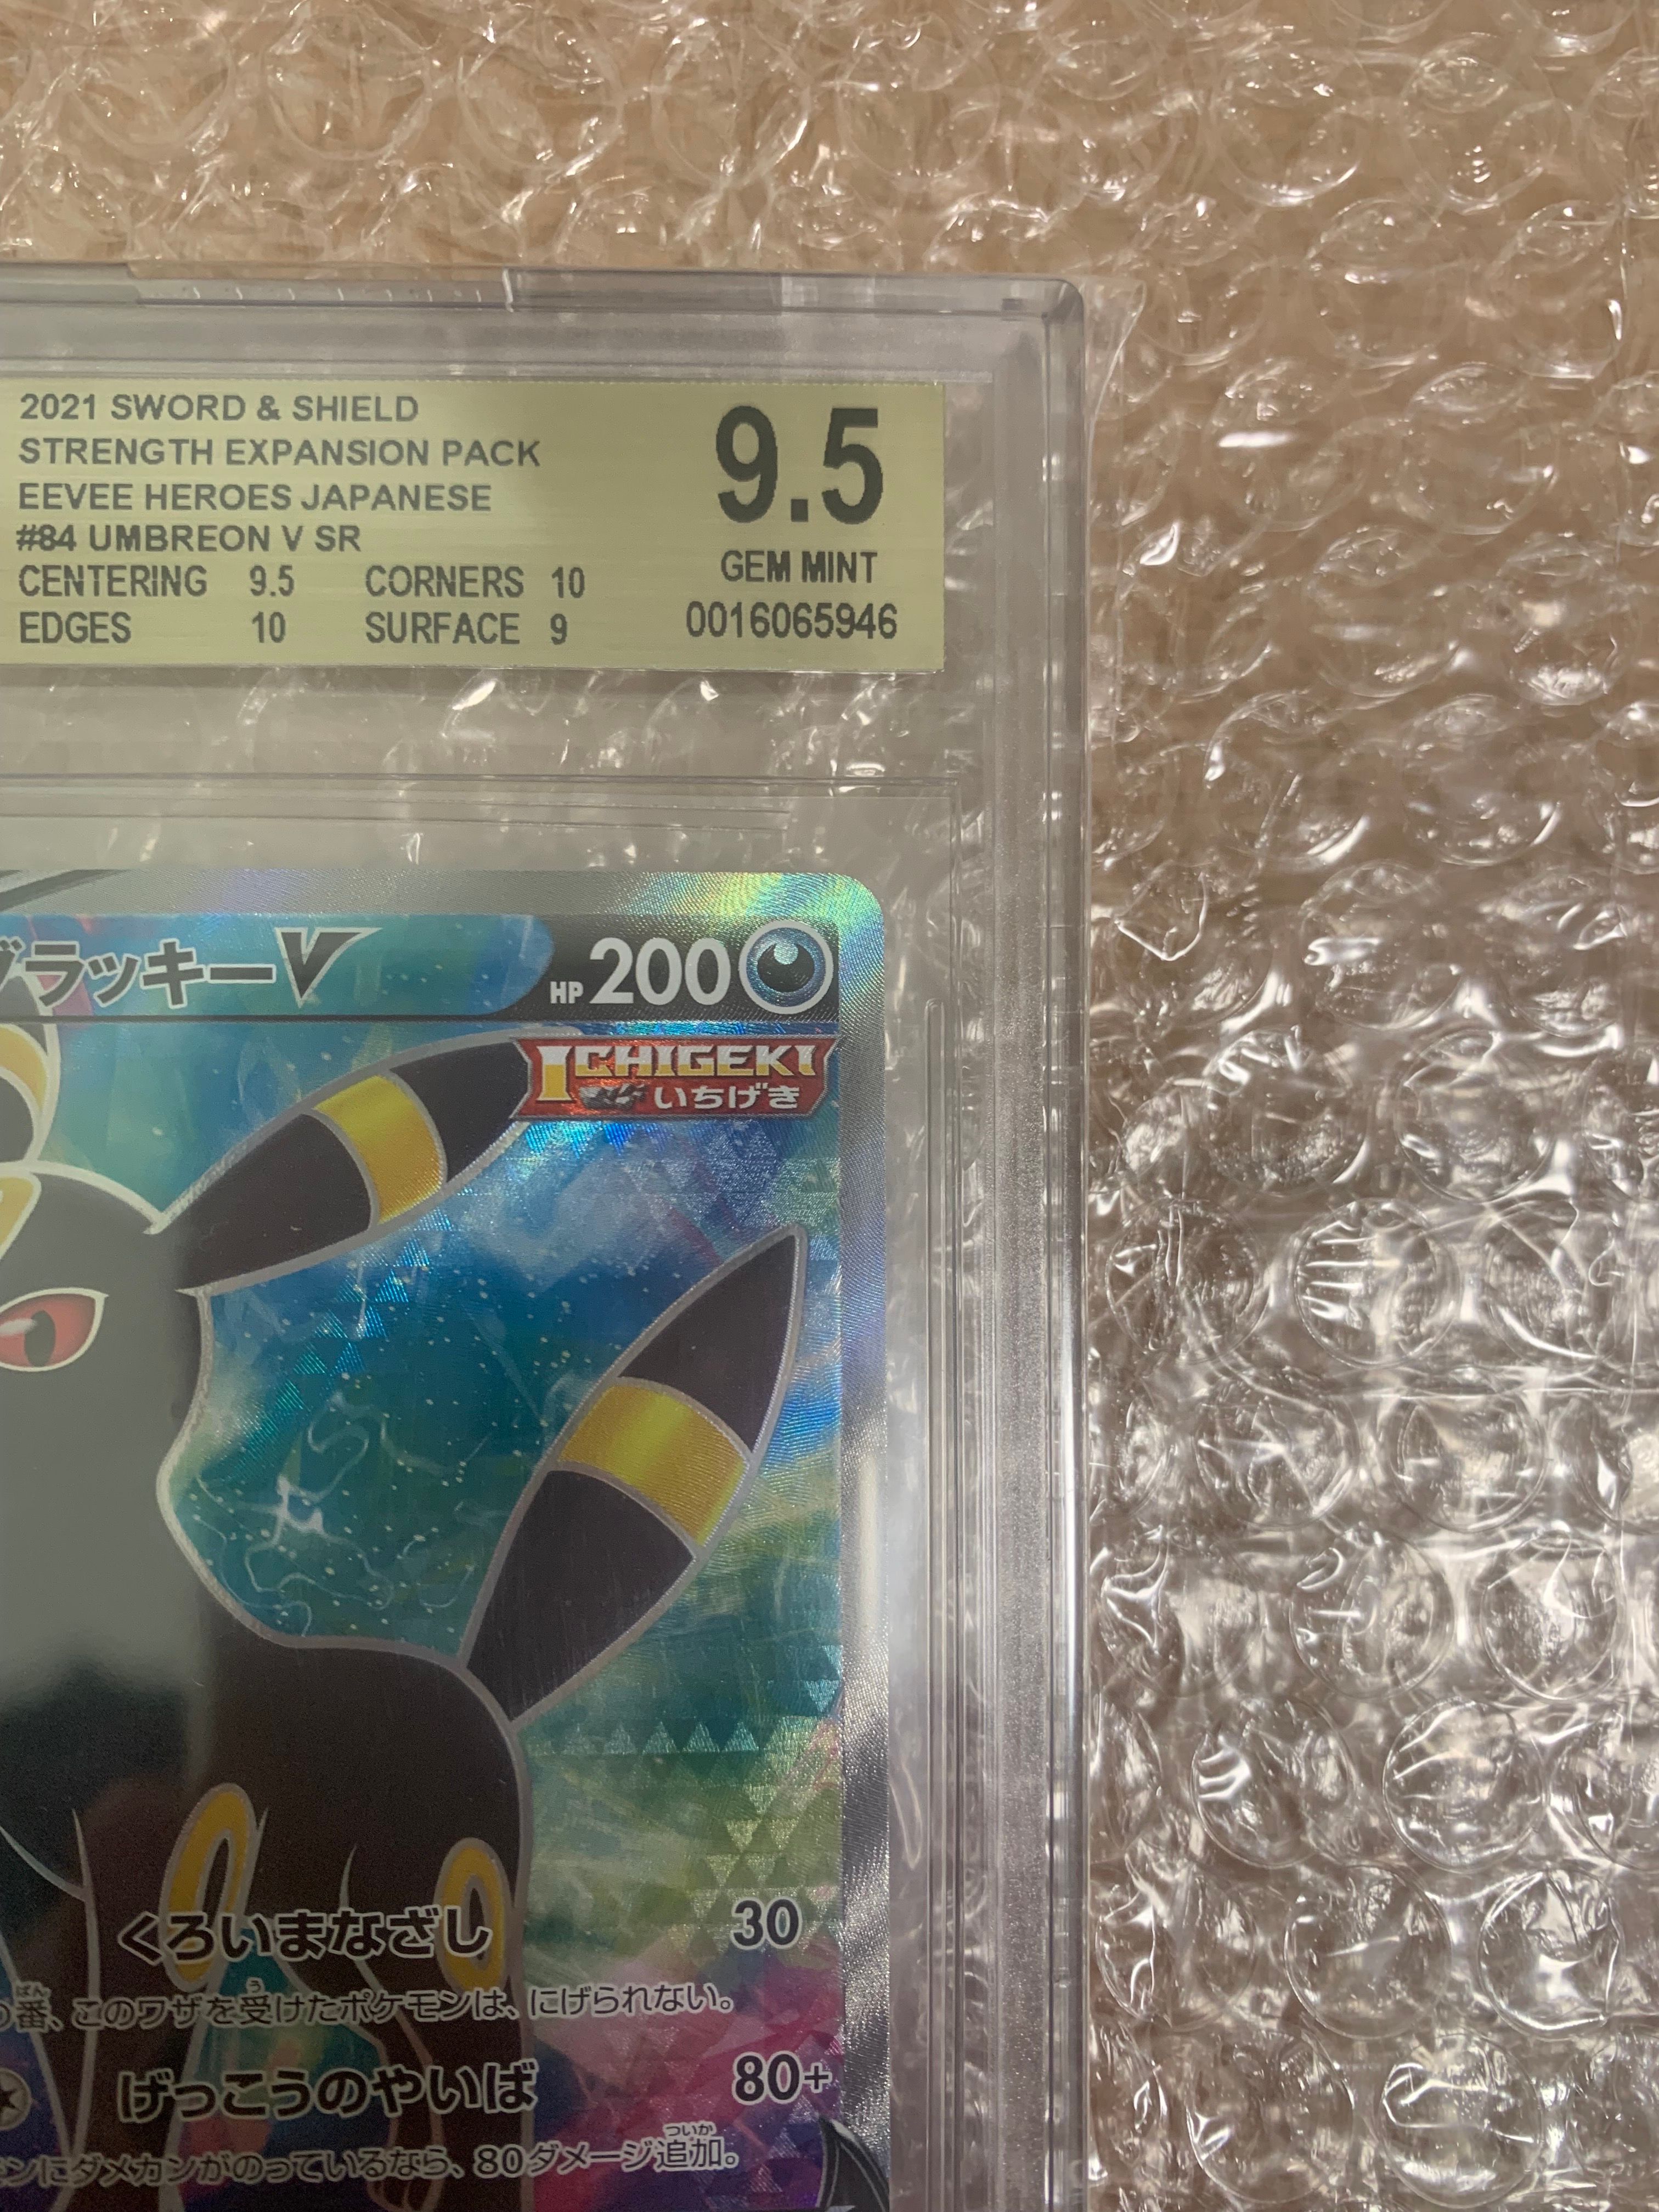 2021 SWORD & SHIELD
STRENGTH EXPANSION PACK
EEVEE HEROES JAPANESE
#84 UMBREON V SR
CENTERING 9.5 CORNERS 10
EDGES 10 SURFACE 9
9.5
GEM MINT
0016065946
ブラッキーV HP 200
ICHIGEKI
いちげき
くろいまなざし 30
番、このワザを受けたポケモンは、にげられない。
げっこうのやいば 80+
ンにダメカンがのっているなら、80ダメージ追加。